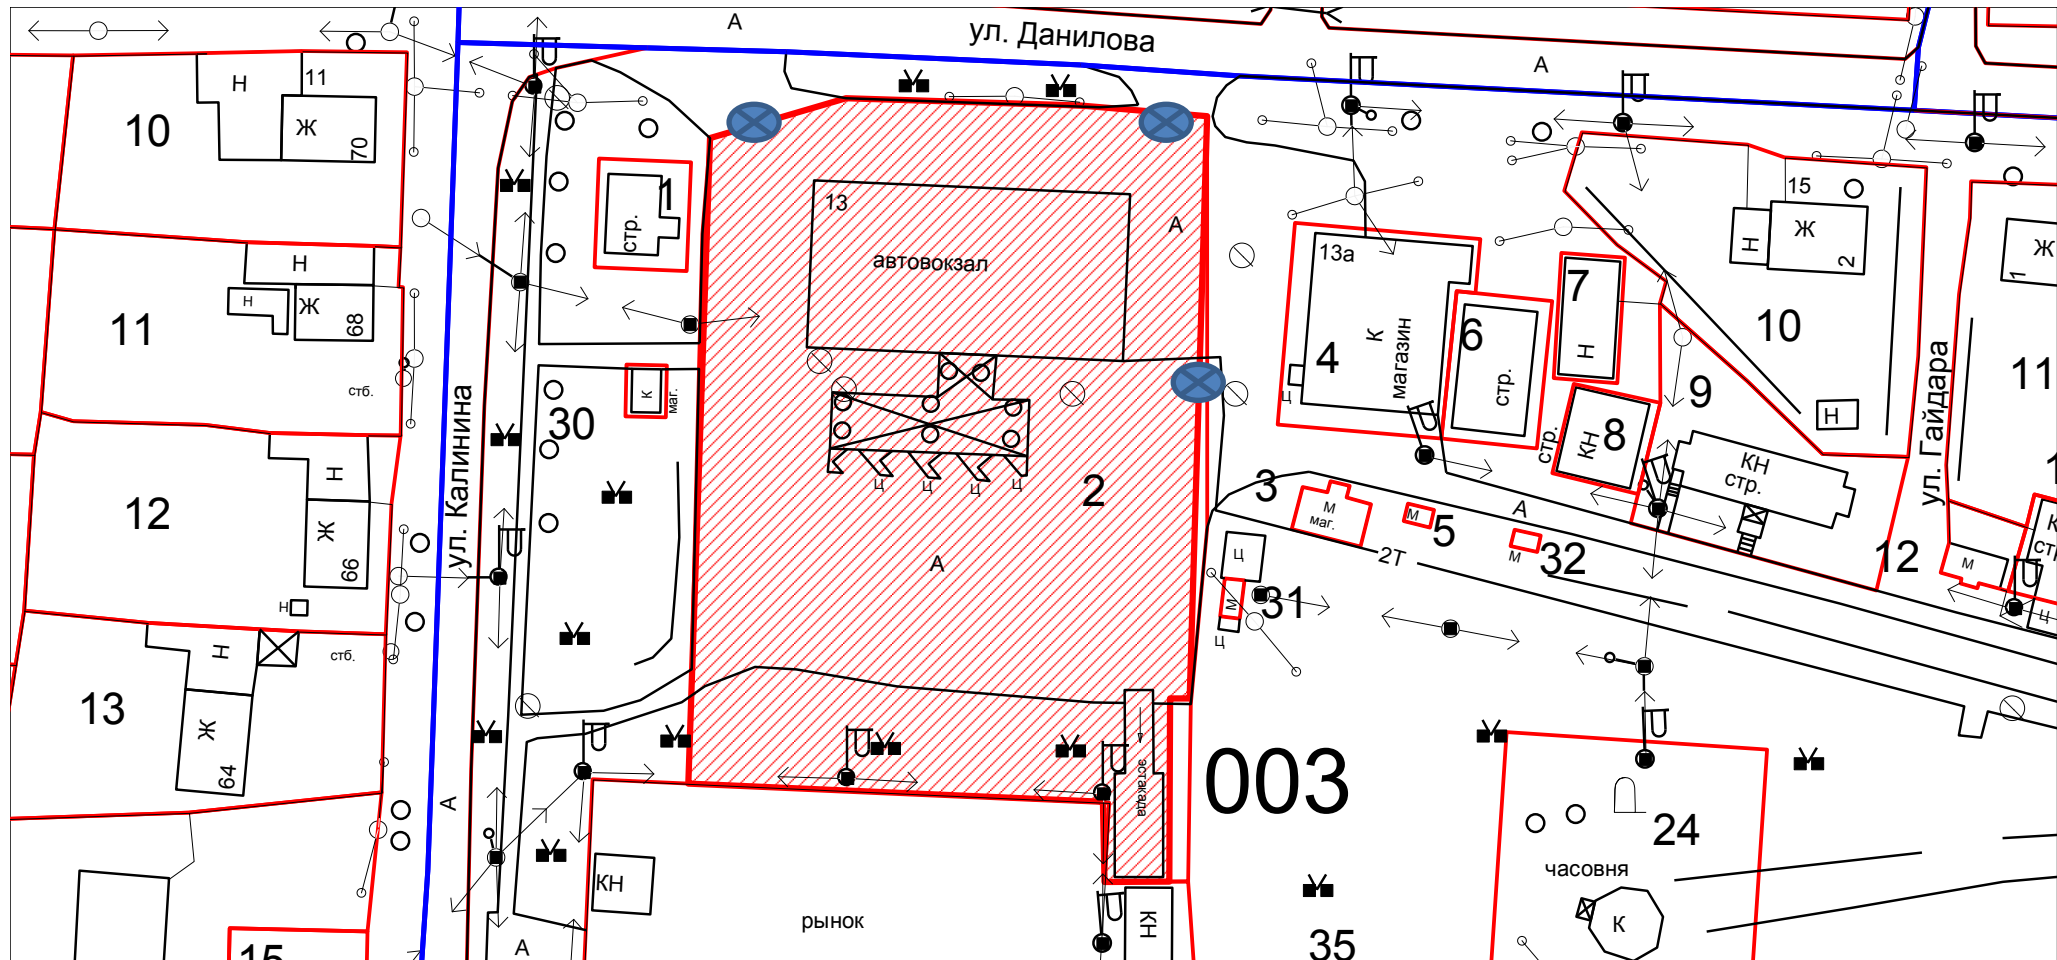 А
ул. Данилова
А
Н
11
10
Ж
70
13
автовокзал
А
1
стр.
15
Ж
2
Н
10
Н
Ж
1
11
Н
Н
Ж
68
11
стб.
13а
К
магазин
4
Ц
6
стр.
7
Н
9
8
КН
стр.
КН
стр.
ул. Гайдара
11
ул. Калинина
30
К
маг.
Ц
Ц
Ц
Ц
2
А
Н
Ж
66
12
Н
3
М
маг.
М
5
А
М
32
2Т
12
М
Ц
М
31
Ц
Ц
стб.
Н
Ж
64
13
А
эстакада
003
24
часовня
К
35
КН
рынок
КН
А
15